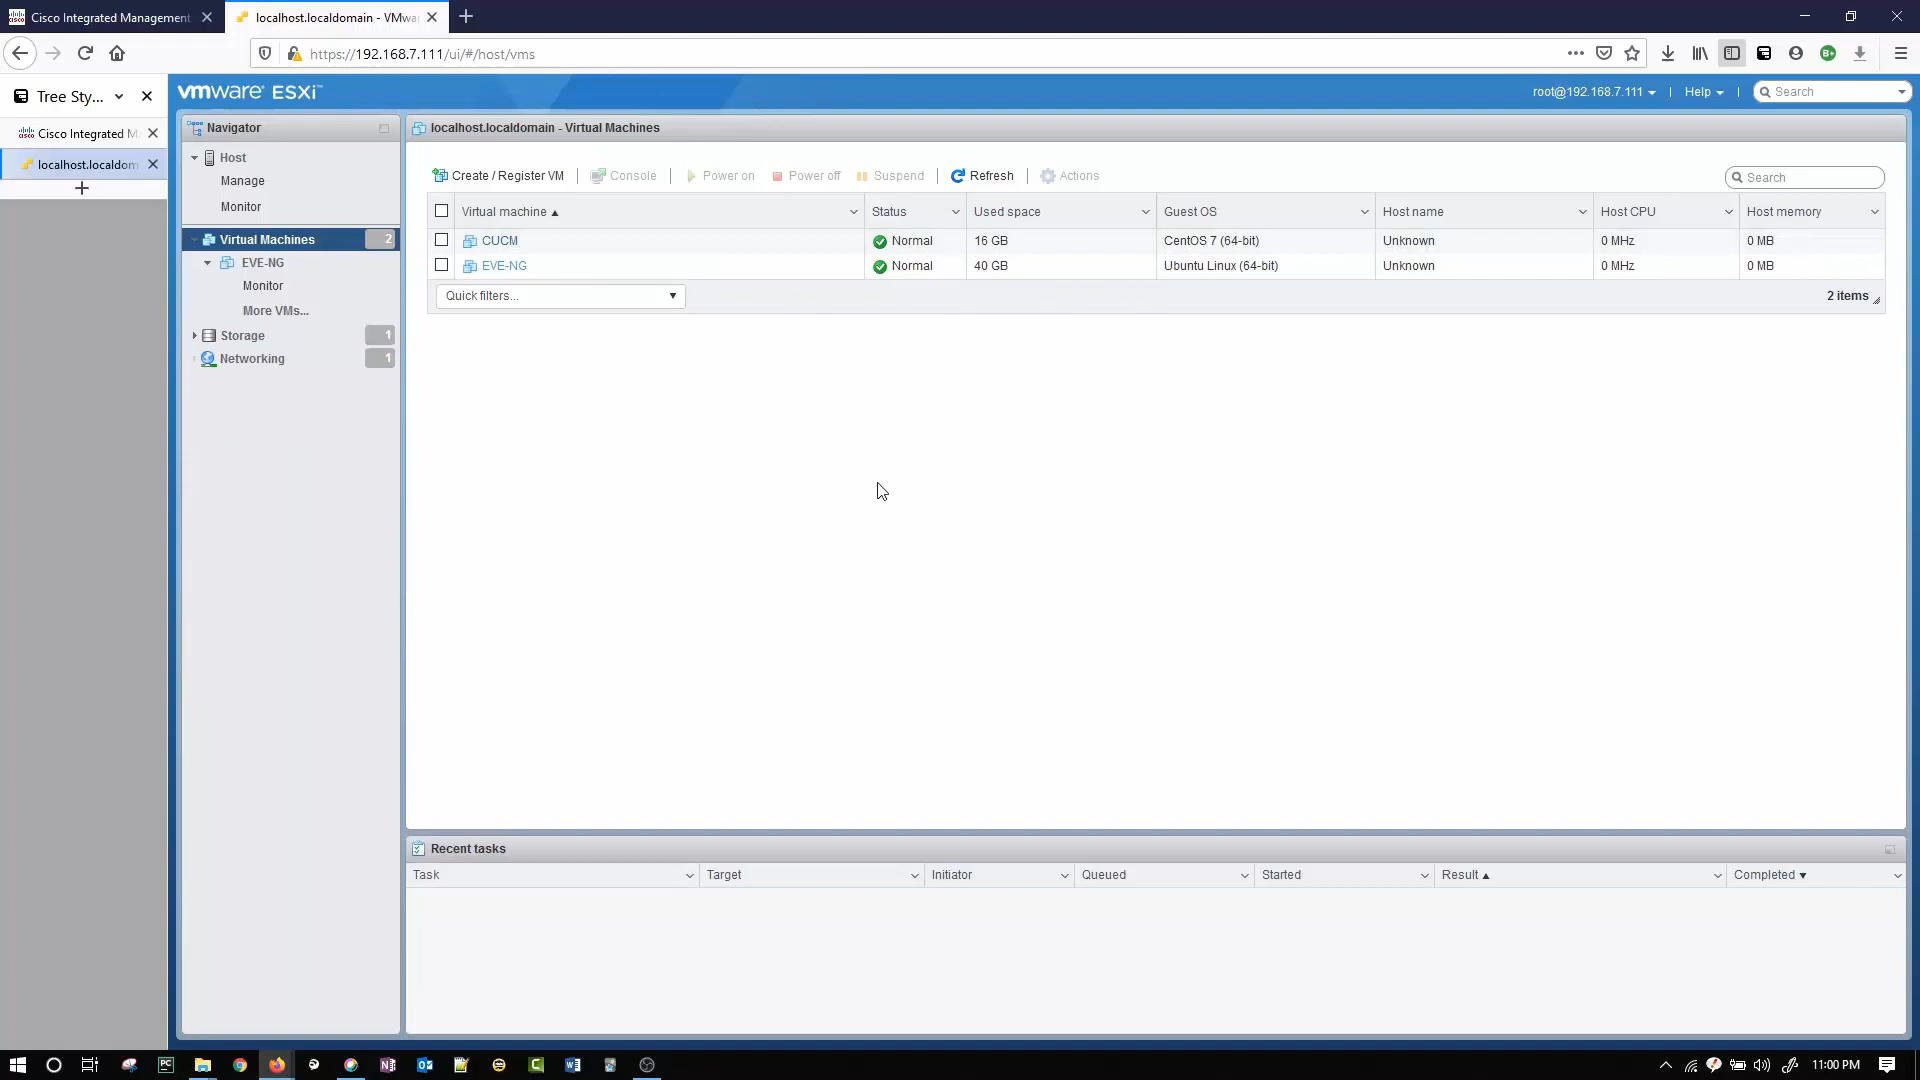 Cisco Integrated Management
localhost.localdomain - VMwa
https://192.168.7.111/ui/#/host/vms
Tree Sty...
Cisco Integrated M
localhost.localdom
vmware ESXi™
root@192.168.7.111
Help
Search
Navigator
Host
Manage
Monitor
Virtual Machines 2
EVE-NG
Monitor
More VMs...
Storage 1
Networking 1
localhost.localdomain - Virtual Machines
Create / Register VM
Console
Power on
Power off
Suspend
Refresh
Actions
Search
Virtual machine Status Used space Guest OS Host name Host CPU Host memory
CUCM Normal 16 GB CentOS 7 (64-bit) Unknown 0 MHz 0 MB
EVE-NG Normal 40 GB Ubuntu Linux (64-bit) Unknown 0 MHz 0 MB
Quick filters...
2 items
Recent tasks
Task Target Initiator Queued Started Result Completed
11:00 PM